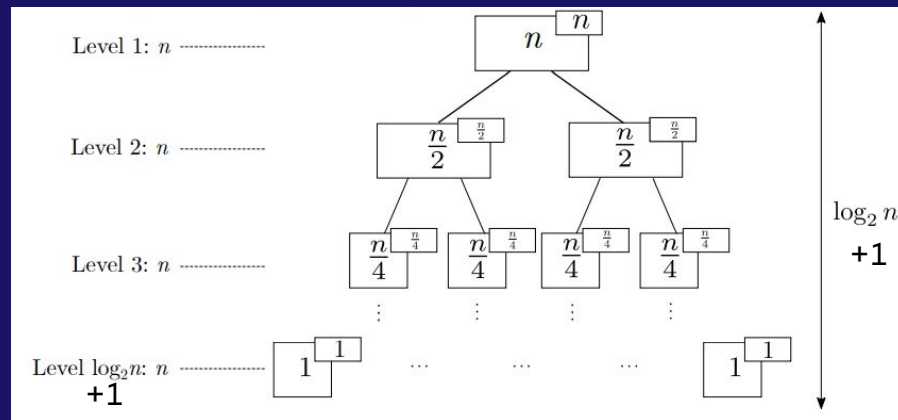 Level 1: n
n n
Level 2: n
n/2 n/2 n/2 n/2
log₂ n
+1
Level 3: n
n/4 n/4 n/4 n/4 n/4 n/4 n/4 n/4
⋮ ⋮ ⋮ ⋮
Level log₂n: n
+1
1 1 ... ... ... 1 1